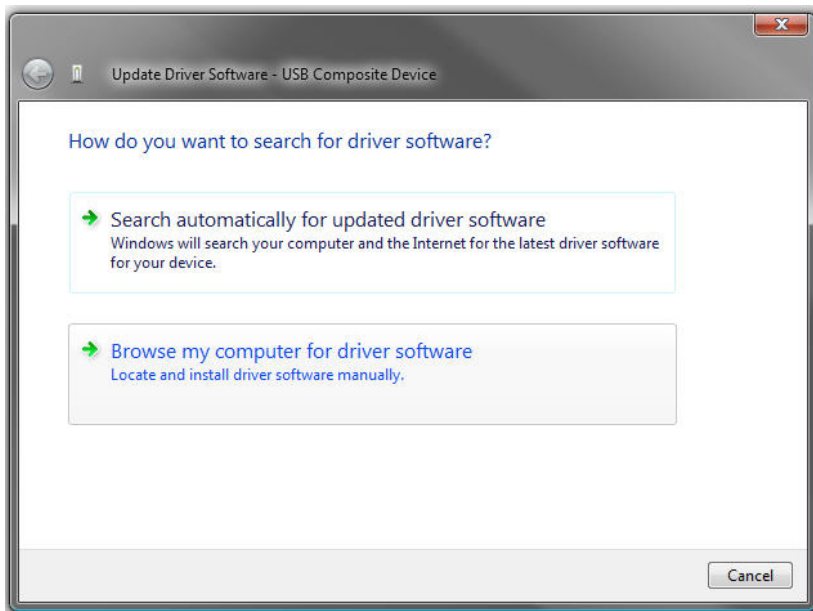 Update Driver Software - USB Composite Device
How do you want to search for driver software?
Search automatically for updated driver software
Windows will search your computer and the Internet for the latest driver software
for your device.
Browse my computer for driver software
Locate and install driver software manually.
Cancel